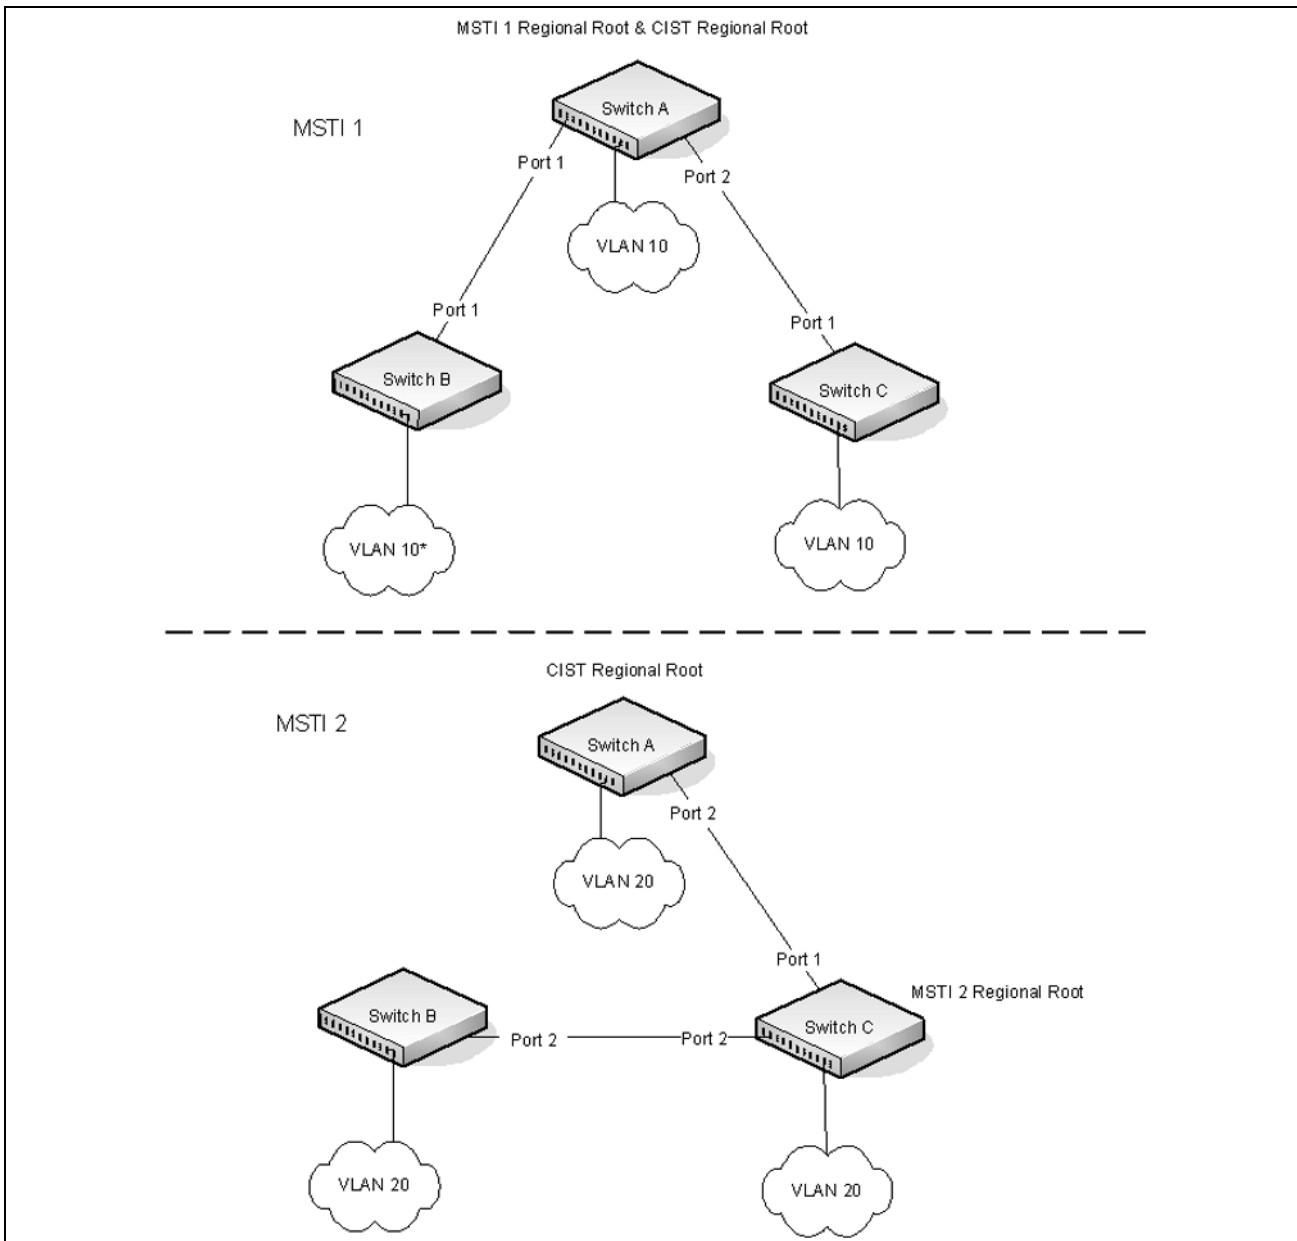 MSTI 1 Regional Root & CIST Regional Root
MSTI 1
Switch A
Port 1
Port 2
VLAN 10
Port 1
Port 1
Switch B
Switch C
VLAN 10*
VLAN 10
CIST Regional Root
MSTI 2
Switch A
Port 2
VLAN 20
Port 1
MSTI 2 Regional Root
Switch B
Switch C
Port 2
Port 2
VLAN 20
VLAN 20